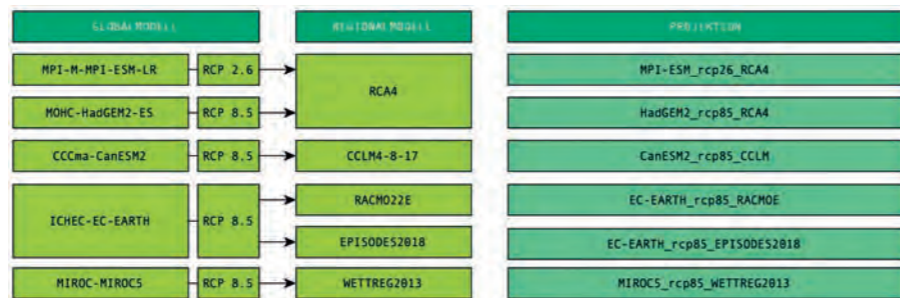 GLOBALMODELL REGIONALMODELL PROJEKTION
MPI-M-MPI-ESM-LR RCP 2.6 RCA4 MPI-ESM_rcp26_RCA4
MOHC-HadGEM2-ES RCP 8.5 HadGEM2_rcp85_RCA4
CCCma-CanESM2 RCP 8.5 CCLM4-8-17 CanESM2_rcp85_CCLM
ICHEC-EC-EARTH RCP 8.5 RACMO22E EC-EARTH_rcp85_RACMOE
EPISODES2018 EC-EARTH_rcp85_EPISODES2018
MIROC-MIROC5 RCP 8.5 WETTREG2013 MIROC5_rcp85_WETTREG2013